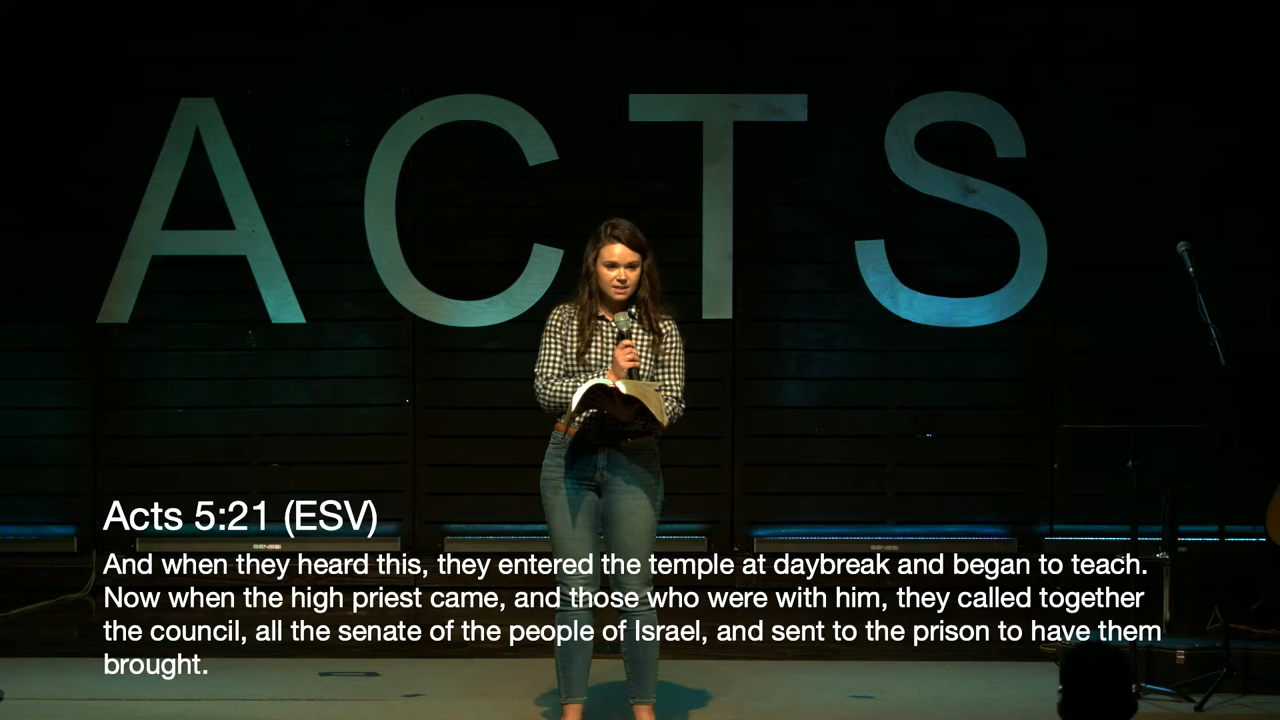 ACTS
Acts 5:21 (ESV)
And when they heard this, they entered the temple at daybreak and began to teach.
Now when the high priest came, and those who were with him, they called together
the council, all the senate of the people of Israel, and sent to the prison to have them
brought.